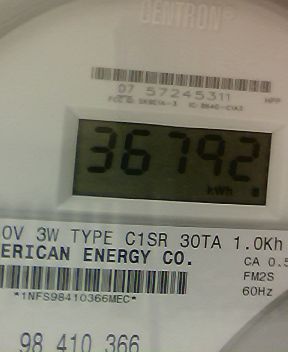 CENTRON®
07 57245311
36792
kWh
0V 3W TYPE C1SR 30TA 1.0Kh
ERICAN ENERGY CO.
CA 0.5
FM2S
*1NFS98410366MEC*
60Hz
98 410 366